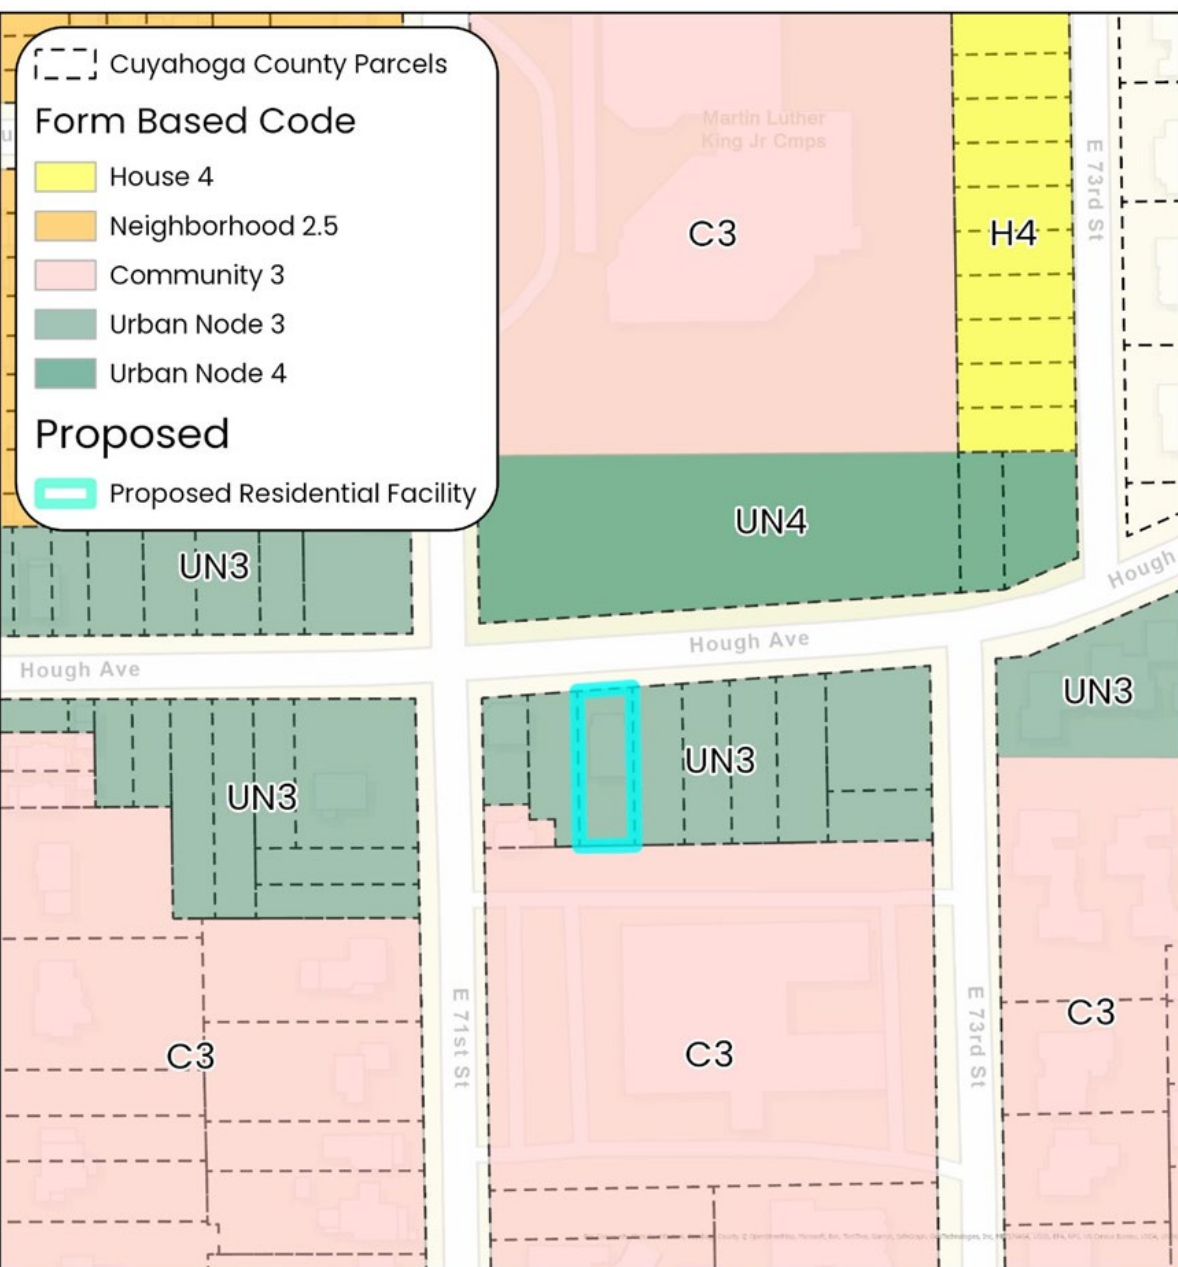 Cuyahoga County Parcels
Form Based Code
House 4
Neighborhood 2.5
Community 3
Urban Node 3
Urban Node 4
Proposed
Proposed Residential Facility
Martin Luther
King Jr Cmps
C3
H4
E 73rd St
UN4
UN3
Hough
Hough Ave
Hough Ave
UN3
UN3
UN3
E 71st St
E 73rd St
C3
C3
C3